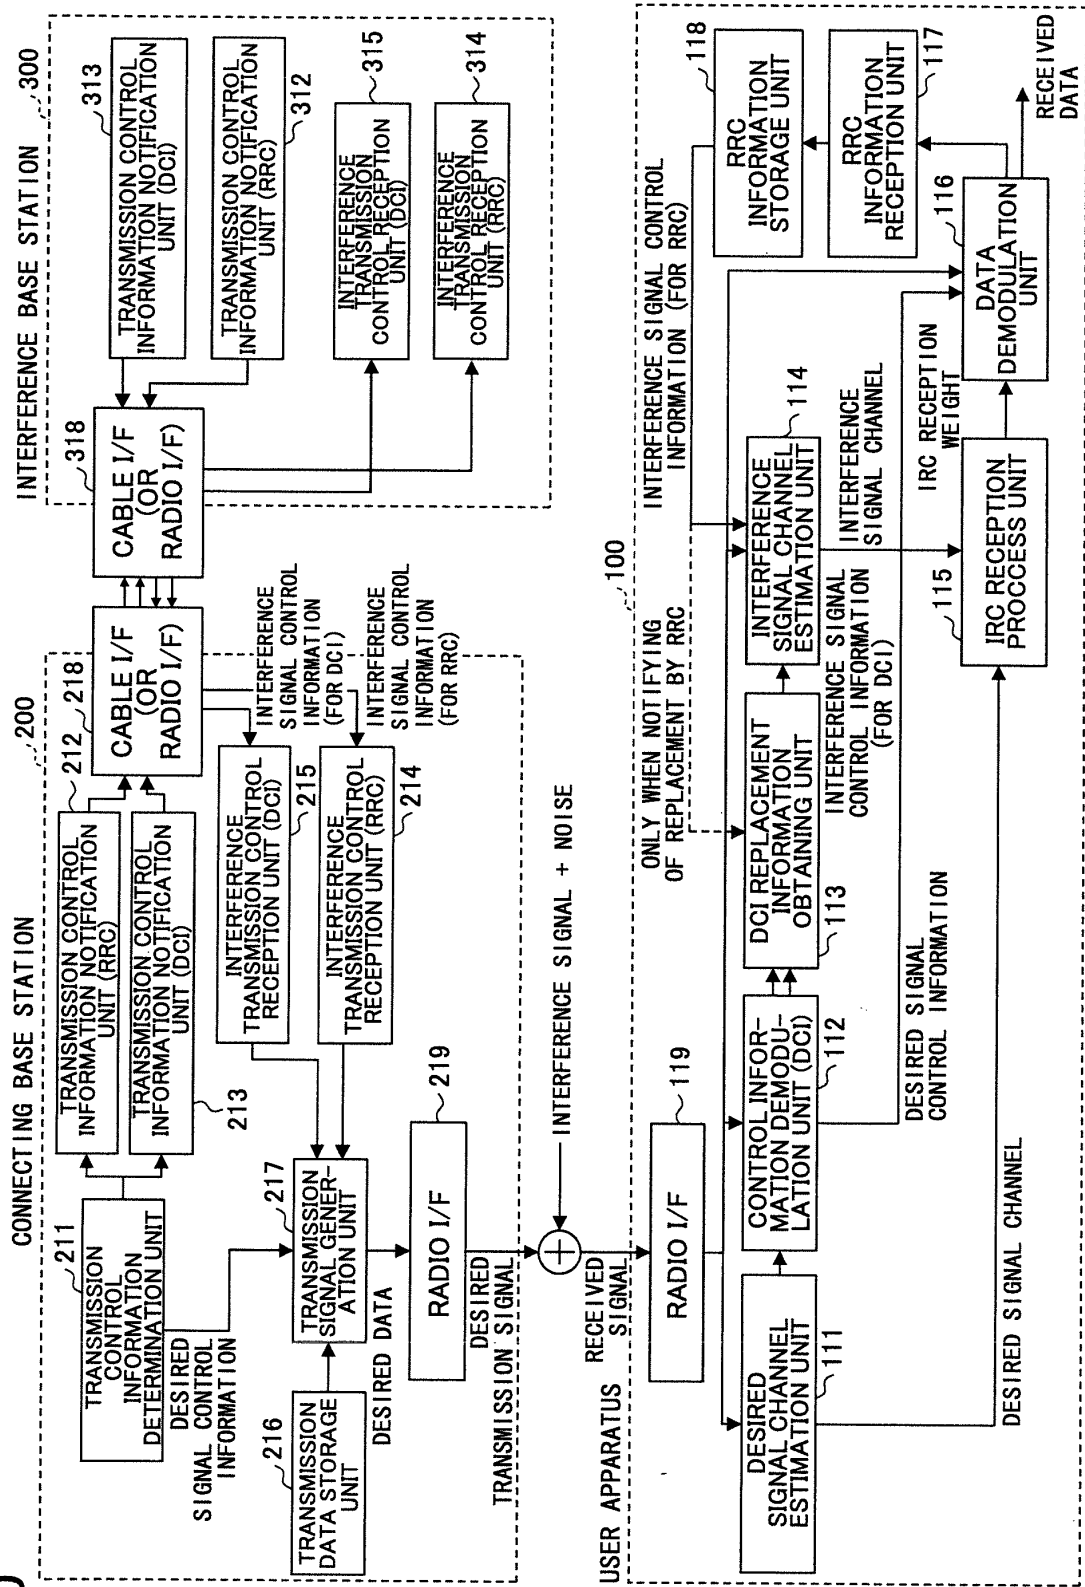 CONNECTING BASE STATION
200
211
TRANSMISSION
CONTROL
INFORMATION
DETERMINATION UNIT
212
TRANSMISSION CONTROL
INFORMATION NOTIFICATION
UNIT (RRC)
TRANSMISSION CONTROL
INFORMATION NOTIFICATION
UNIT (DCI)
213
218
CABLE I/F
(OR
RADIO I/F)
DESIRED
SIGNAL CONTROL
INFORMATION
INTERFERENCE
SIGNAL CONTROL
INFORMATION
(FOR DCI)
INTERFERENCE
SIGNAL CONTROL
INFORMATION
(FOR RRC)
INTERFERENCE
TRANSMISSION CONTROL
RECEPTION UNIT (DCI)
215
INTERFERENCE
TRANSMISSION CONTROL
RECEPTION UNIT (RRC)
214
216
TRANSMISSION
DATA STORAGE
UNIT
217
TRANSMISSION
SIGNAL GENER-
ATION UNIT
DESIRED DATA
219
RADIO I/F
DESIRED
TRANSMISSION SIGNAL
INTERFERENCE BASE STATION
300
318
CABLE I/F
(OR
RADIO I/F)
313
TRANSMISSION CONTROL
INFORMATION NOTIFICATION
UNIT (DCI)
TRANSMISSION CONTROL
INFORMATION NOTIFICATION
UNIT (RRC)
312
INTERFERENCE
TRANSMISSION
CONTROL RECEPTION
UNIT (DCI)
315
INTERFERENCE
TRANSMISSION
CONTROL RECEPTION
UNIT (RRC)
314
INTERFERENCE SIGNAL + NOISE
RECEIVED
SIGNAL
USER APPARATUS
100
119
RADIO I/F
ONLY WHEN NOTIFYING
OF REPLACEMENT BY RRC
INTERFERENCE SIGNAL CONTROL
INFORMATION (FOR RRC)
DESIRED
SIGNAL CHANNEL
ESTIMATION UNIT
111
CONTROL INFOR-
MATION DEMODU-
LATION UNIT (DCI)
112
DCI REPLACEMENT
INFORMATION
OBTAINING UNIT
113
INTERFERENCE
SIGNAL CHANNEL
ESTIMATION UNIT
114
RRC
INFORMATION
STORAGE UNIT
118
RRC
INFORMATION
RECEPTION UNIT
117
INTERFERENCE SIGNAL
CONTROL INFORMATION
(FOR DCI)
INTERFERENCE
SIGNAL CHANNEL
DESIRED SIGNAL
CONTROL INFORMATION
IRC RECEPTION
WEIGHT
115
IRC RECEPTION
PROCCESS UNIT
DATA
DEMODULATION
UNIT
116
DESIRED SIGNAL CHANNEL
RECEIVED
DATA